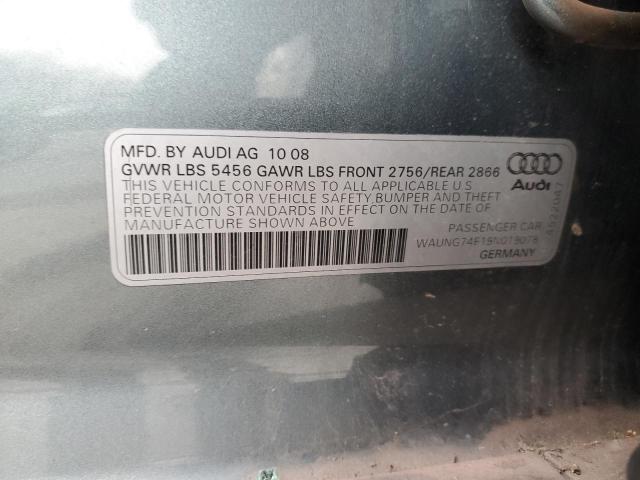 MFD. BY AUDI AG 10 08
GVWR LBS 5456 GAWR LBS FRONT 2756/REAR 2866
THIS VEHICLE CONFORMS TO ALL APPLICABLE U S
FEDERAL MOTOR VEHICLE SAFETY, BUMPER AND THEFT
PREVENTION STANDARDS IN EFFECT ON THE DATE OF
MANUFACTURE SHOWN ABOVE
Audi
PASSENGER CAR
WAUNG74F19N019078
GERMANY